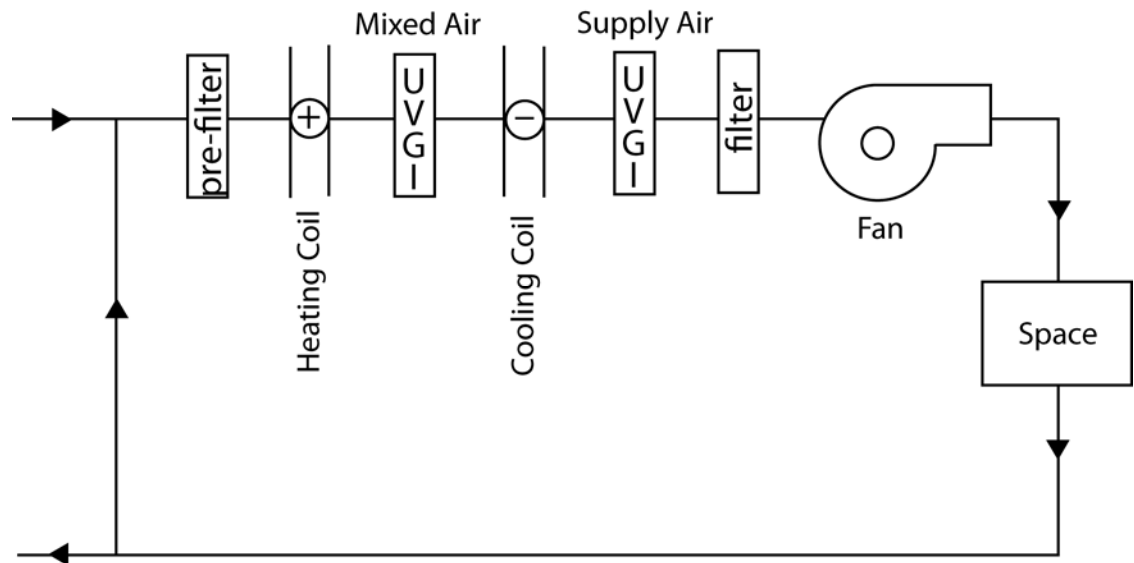 Mixed Air
Supply Air
pre-filter
+
UVGI
−
UVGI
filter
Heating Coil
Cooling Coil
Fan
Space